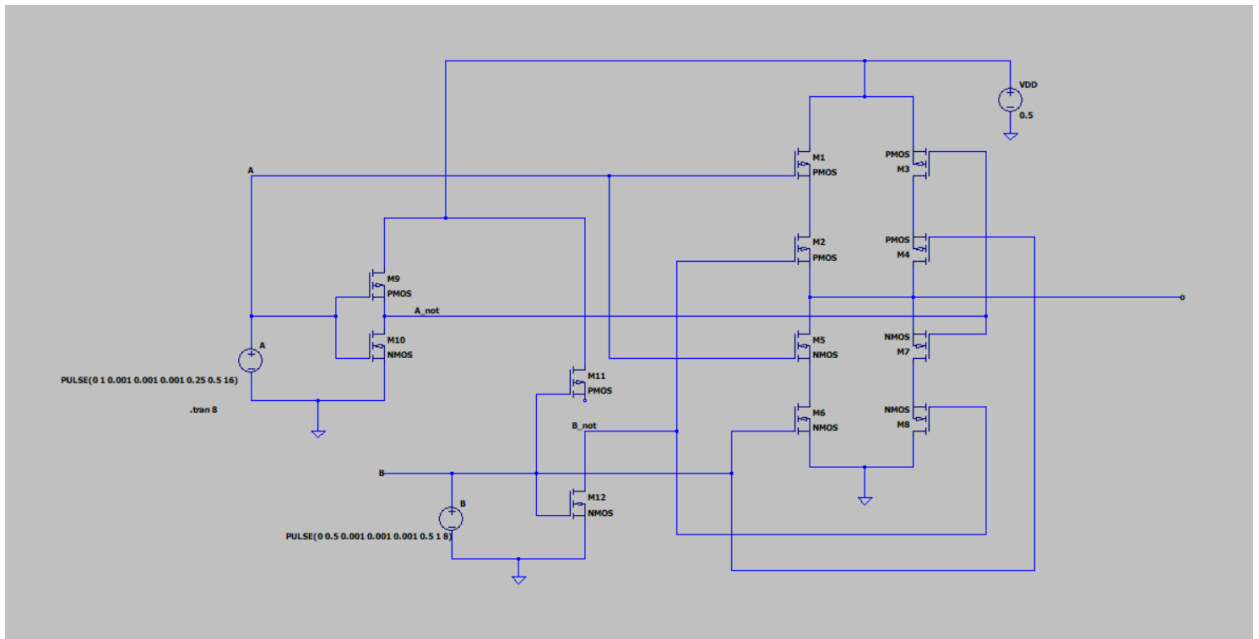 VDD
0.5
M1
PMOS
PMOS
M3
A
M2
PMOS
PMOS
M4
M9
PMOS
A_not
M10
NMOS
M5
NMOS
NMOS
M7
A
PULSE(0 1 0.001 0.001 0.001 0.25 0.5 16)
.tran 8
M11
PMOS
M6
NMOS
NMOS
M8
B_not
B
M12
NMOS
B
PULSE(0 0.5 0.001 0.001 0.001 0.5 1 8)